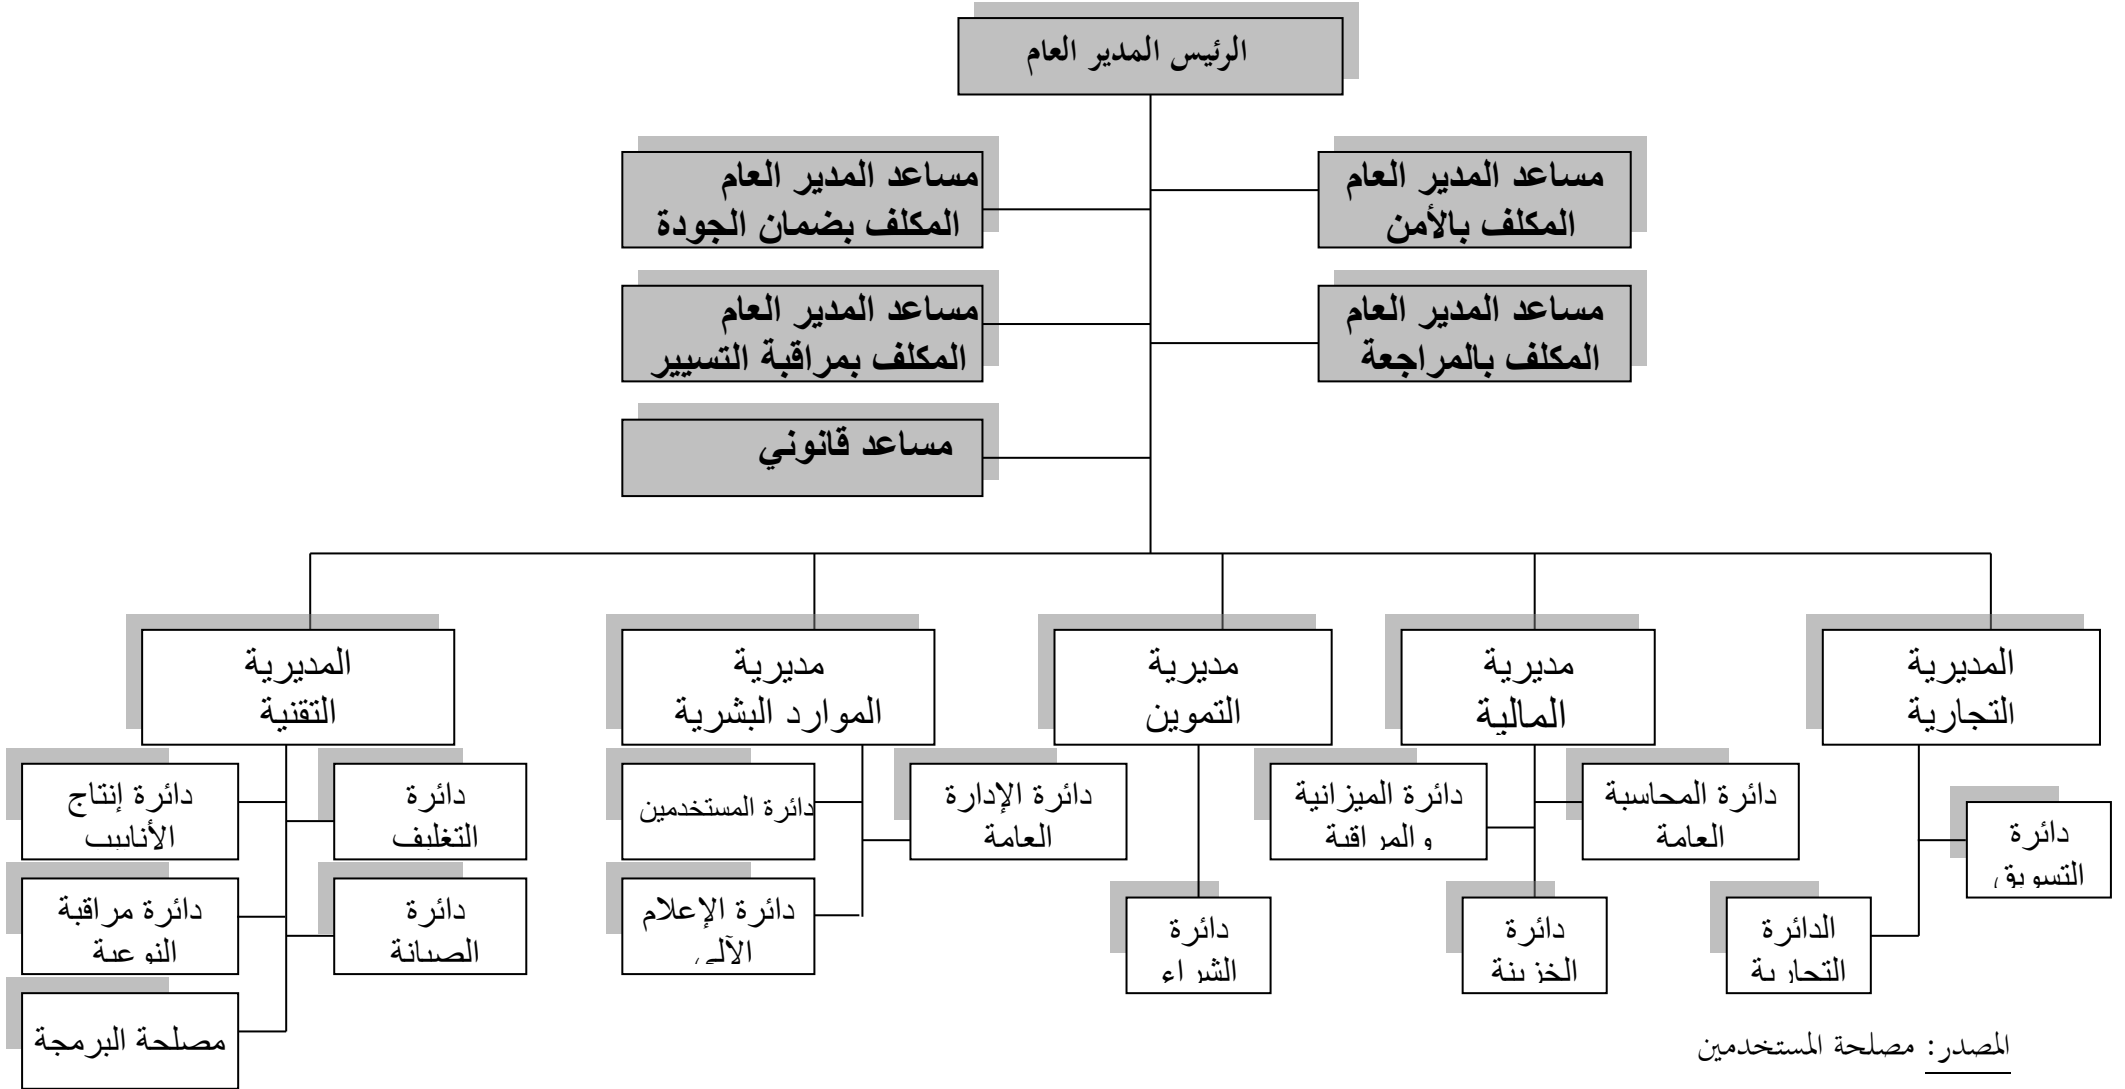 الرئيس المدير العام
مساعد المدير العام
المكلف بالأمن
مساعد المدير العام
المكلف بضمان الجودة
مساعد المدير العام
المكلف بالمراجعة
مساعد المدير العام
المكلف بمراقبة التسيير
مساعد قانوني
المديرية
التجارية
مديرية
المالية
مديرية
التموين
مديرية
الموارد البشرية
المديرية
التقنية
دائرة
التسويق
الدائرة
التجارية
دائرة المحاسبة
العامة
دائرة الميزانية
والمراقبة
دائرة
الخزينة
دائرة
الشراء
دائرة الإدارة
العامة
دائرة المستخدمين
دائرة الإعلام
الآلي
دائرة
التغليف
دائرة إنتاج
الأنابيب
دائرة
الصيانة
دائرة مراقبة
النوعية
مصلحة البرمجة
المصدر: مصلحة المستخدمين